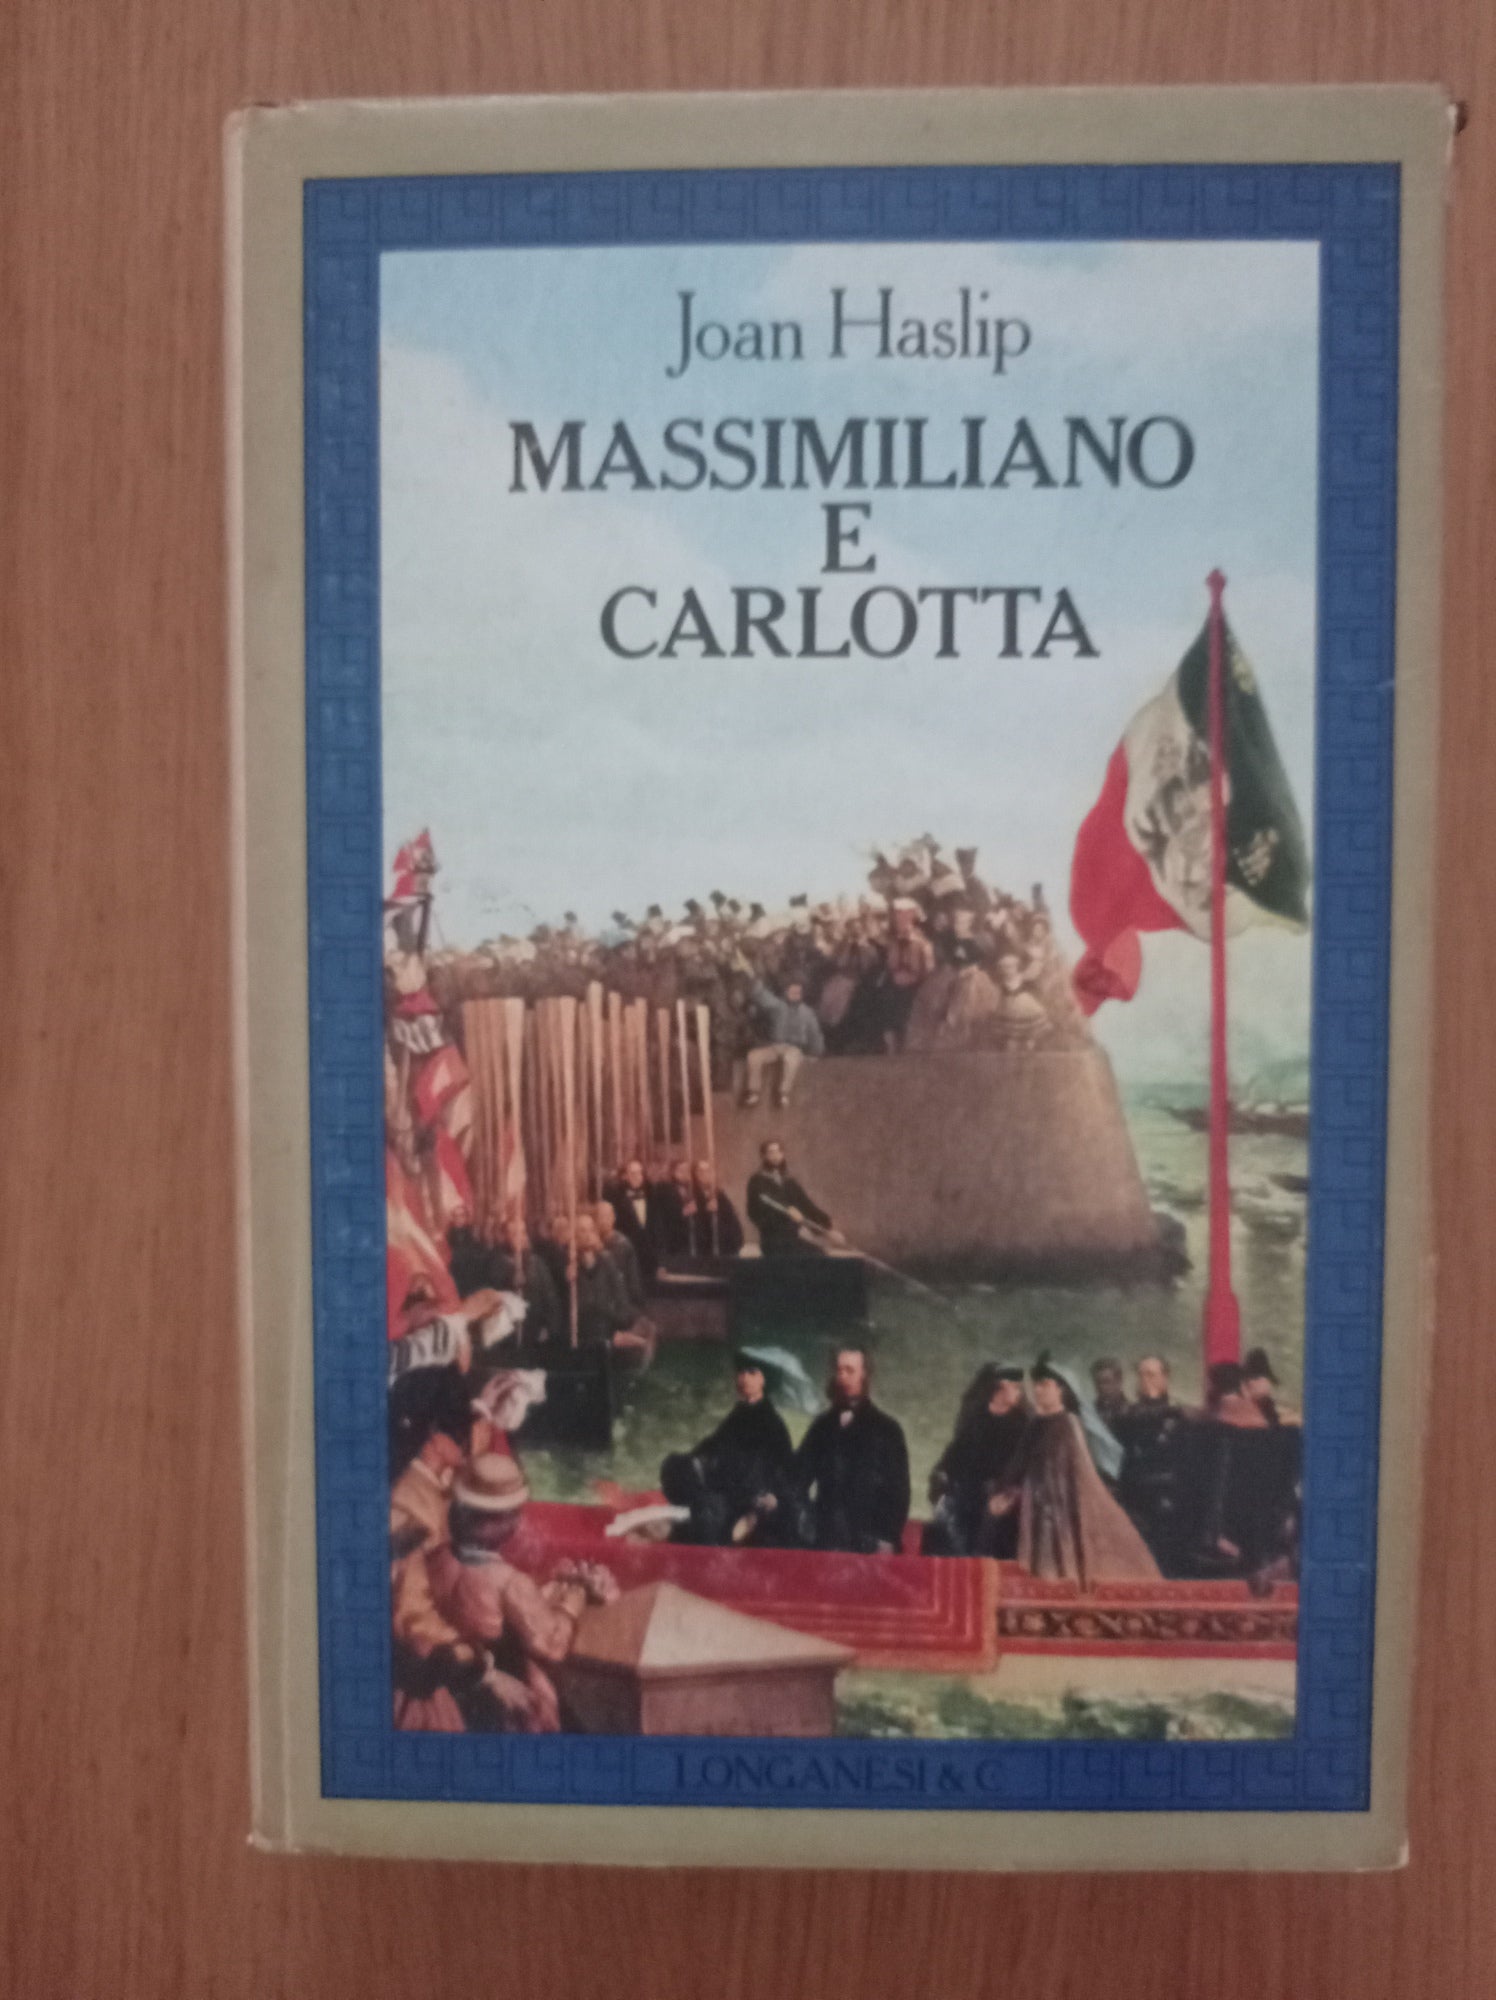 Joan Haslip
MASSIMILIANO
E
CARLOTTA
LONGANESI & C